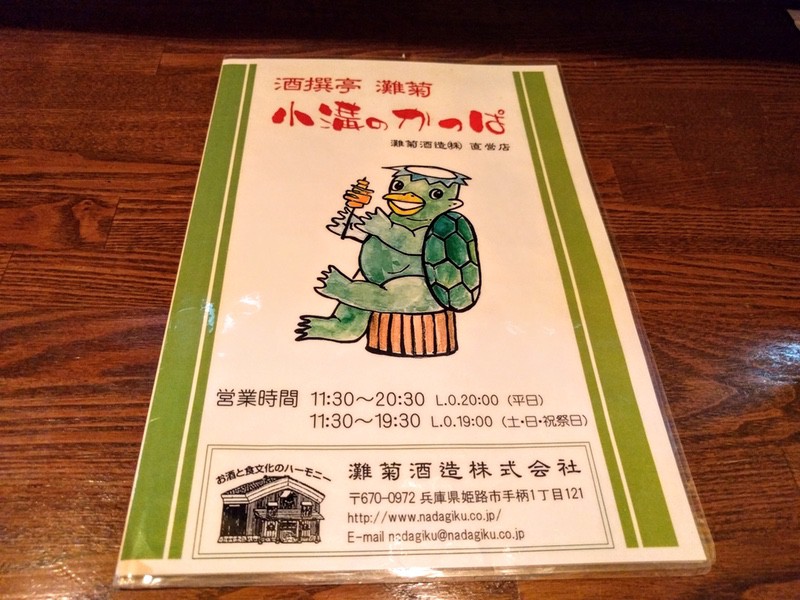 酒撰亭 灘菊
小溝のかっぱ
灘菊酒造㈱ 直営店
営業時間 11:30～20:30 L.O.20:00（平日）
11:30～19:30 L.O.19:00（土・日・祝祭日）
お酒と食文化のハーモニー
灘菊酒造株式会社
〒670-0972 兵庫県姫路市手柄1丁目121
http://www.nadagiku.co.jp/
E-mail nadagiku@nadagiku.co.jp